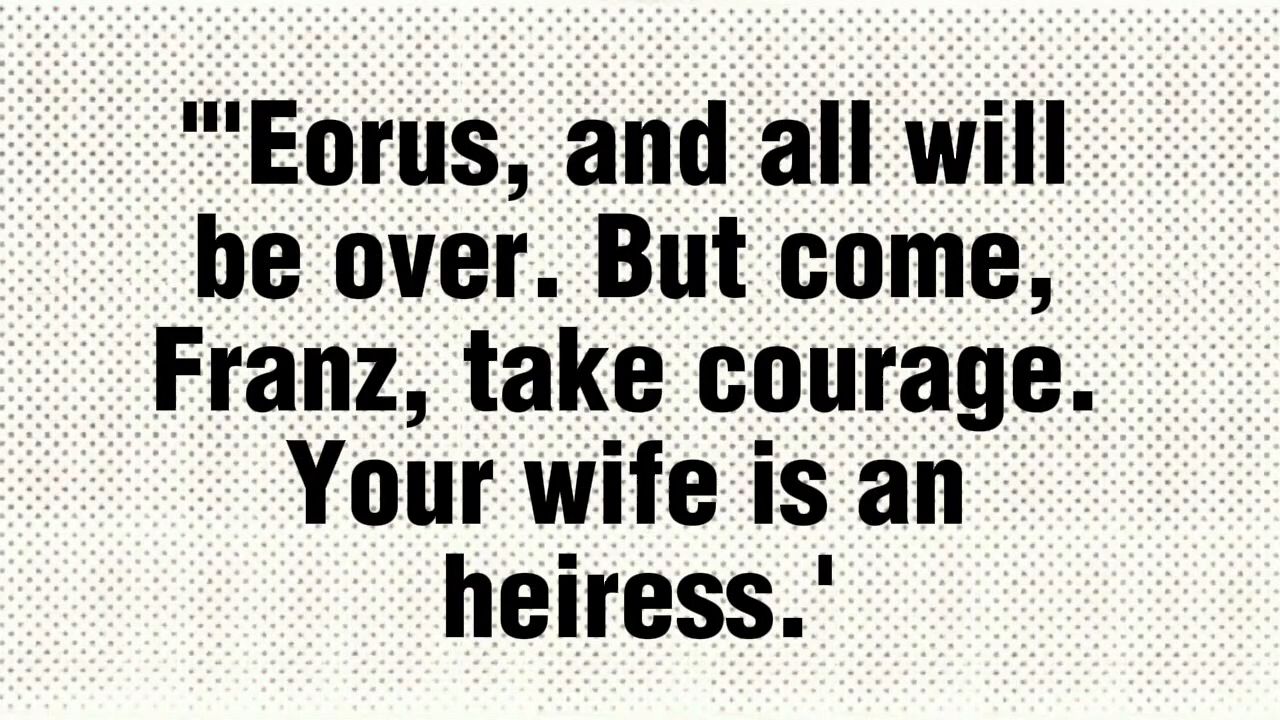 "'Eorus, and all will
be over. But come,
Franz, take courage.
Your wife is an
heiress.'